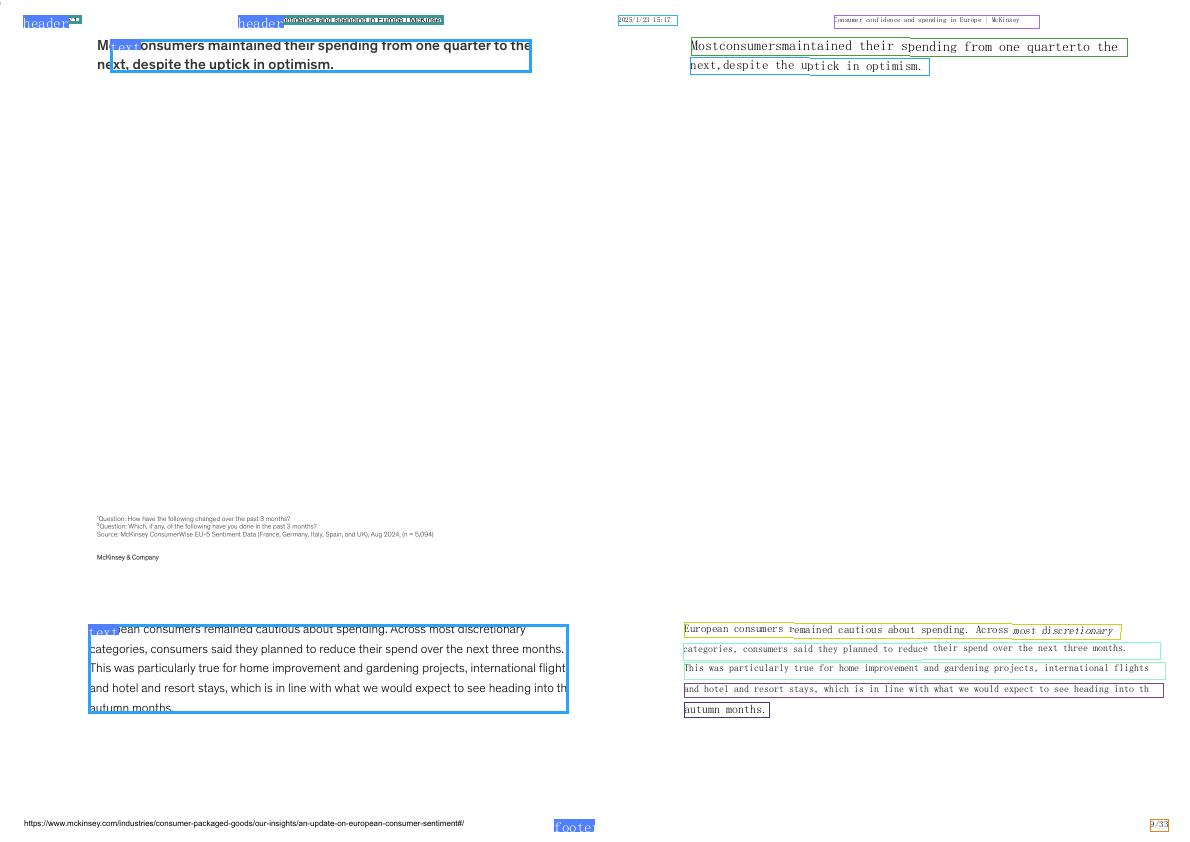 header
header
M text onsumers maintained their spending from one quarter to the
next, despite the uptick in optimism.
¹Question: How have the following changed over the past 3 months?
²Question: Which, if any, of the following have you done in the past 3 months?
Source: McKinsey ConsumerWise EU-5 Sentiment Data (France, Germany, Italy, Spain, and UK), Aug 2024, (n = 5,094)
McKinsey & Company
text ean consumers remained cautious about spending. Across most discretionary
categories, consumers said they planned to reduce their spend over the next three months.
This was particularly true for home improvement and gardening projects, international flight
and hotel and resort stays, which is in line with what we would expect to see heading into th
autumn months.
https://www.mckinsey.com/industries/consumer-packaged-goods/our-insights/an-update-on-european-consumer-sentiment#/
footer
2025/1/23 15:17
Consumer confidence and spending in Europe | McKinsey
Mostconsumersmaintained their spending from one quarterto the
next,despite the uptick in optimism.
European consumers remained cautious about spending. Across most discretionary
categories, consumers said they planned to reduce their spend over the next three months.
This was particularly true for home improvement and gardening projects, international flights
and hotel and resort stays, which is in line with what we would expect to see heading into th
autumn months.
9/33